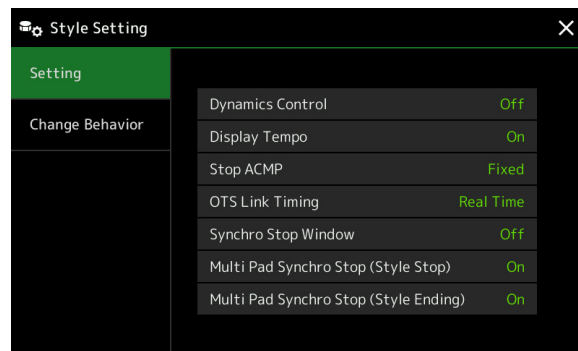 Style Setting
Setting
Change Behavior
Dynamics Control Off
Display Tempo On
Stop ACMP Fixed
OTS Link Timing Real Time
Synchro Stop Window Off
Multi Pad Synchro Stop (Style Stop) On
Multi Pad Synchro Stop (Style Ending) On